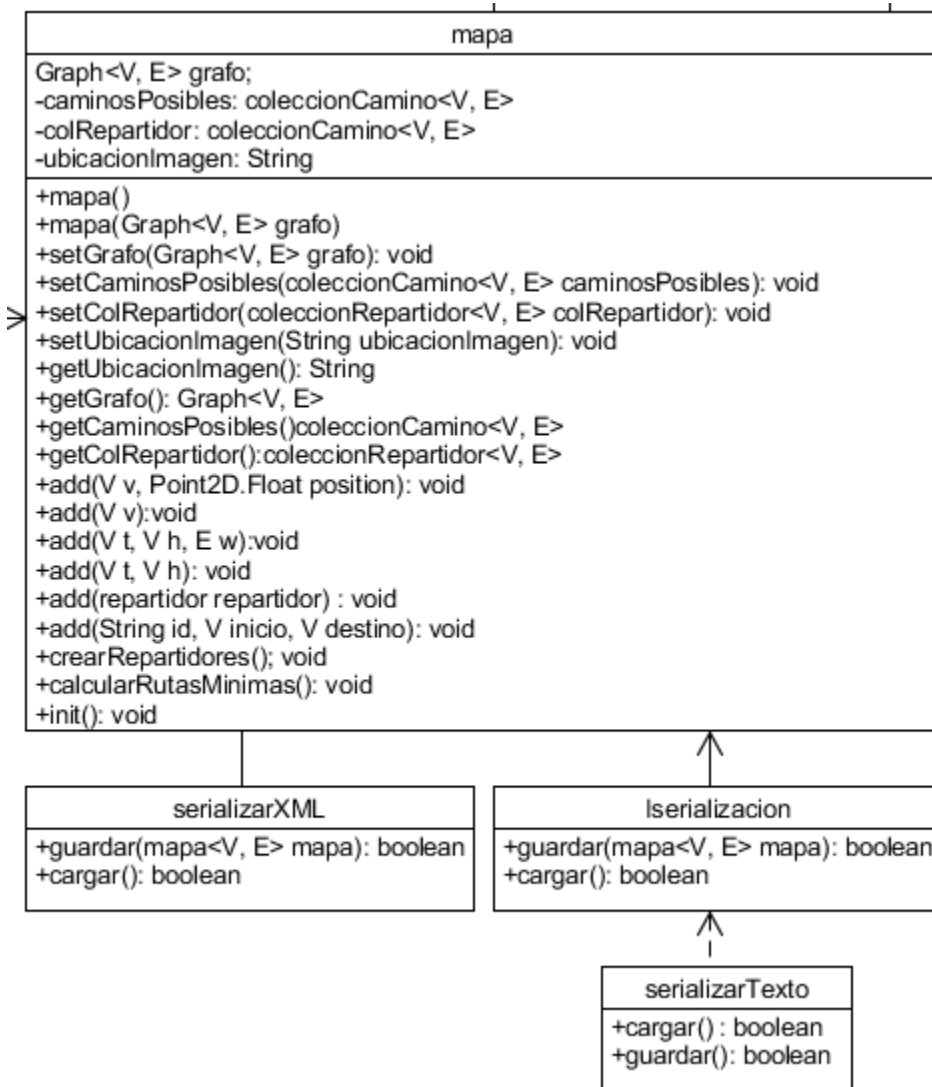 mapa
Graph<V, E> grafo;
-caminosPosibles: coleccionCamino<V, E>
-colRepartidor: coleccionCamino<V, E>
-ubicacionImagen: String
+mapa()
+mapa(Graph<V, E> grafo)
+setGrafo(Graph<V, E> grafo): void
+setCaminosPosibles(coleccionCamino<V, E> caminosPosibles): void
+setColRepartidor(coleccionRepartidor<V, E> colRepartidor): void
+setUbicacionImagen(String ubicacionImagen): void
+getUbicacionImagen(): String
+getGrafo(): Graph<V, E>
+getCaminosPosibles()coleccionCamino<V, E>
+getColRepartidor():coleccionRepartidor<V, E>
+add(V v, Point2D.Float position): void
+add(V v):void
+add(V t, V h, E w):void
+add(V t, V h): void
+add(repartidor repartidor) : void
+add(String id, V inicio, V destino): void
+crearRepartidores(); void
+calcularRutasMinimas(): void
+init(): void
serializarXML
+guardar(mapa<V, E> mapa): boolean
+cargar(): boolean
Iserializacion
+guardar(mapa<V, E> mapa): boolean
+cargar(): boolean
serializarTexto
+cargar() : boolean
+guardar(): boolean